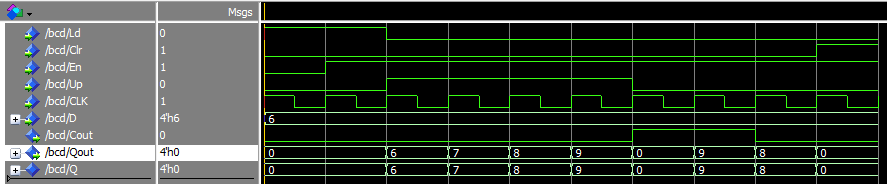 Msgs
/bcd/Ld 0
/bcd/Clr 1
/bcd/En 1
/bcd/Up 0
/bcd/CLK 1
/bcd/D 4'h6 6
/bcd/Cout 0
/bcd/Qout 4'h0 0 6 7 8 9 0 9 8 0
/bcd/Q 4'h0 0 6 7 8 9 0 9 8 0